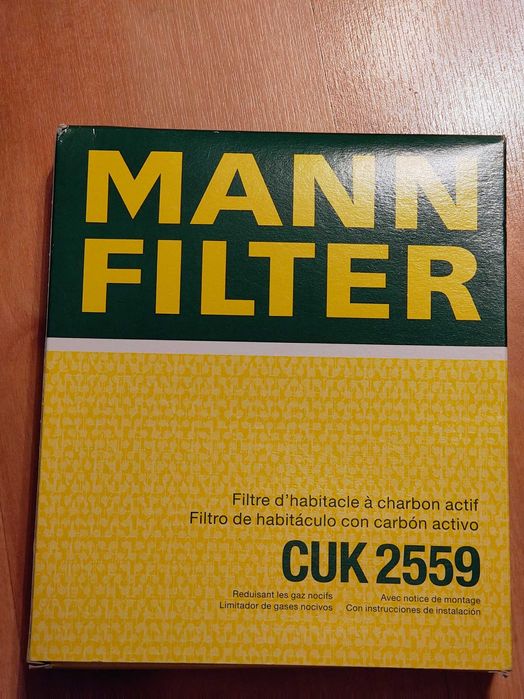 MANN
FILTER
Filtre d'habitacle à charbon actif
Filtro de habitáculo con carbón activo
CUK 2559
Reduisant les gaz nocifs
Limitador de gases nocivos
Avec notice de montage
Con instrucciones de instalación